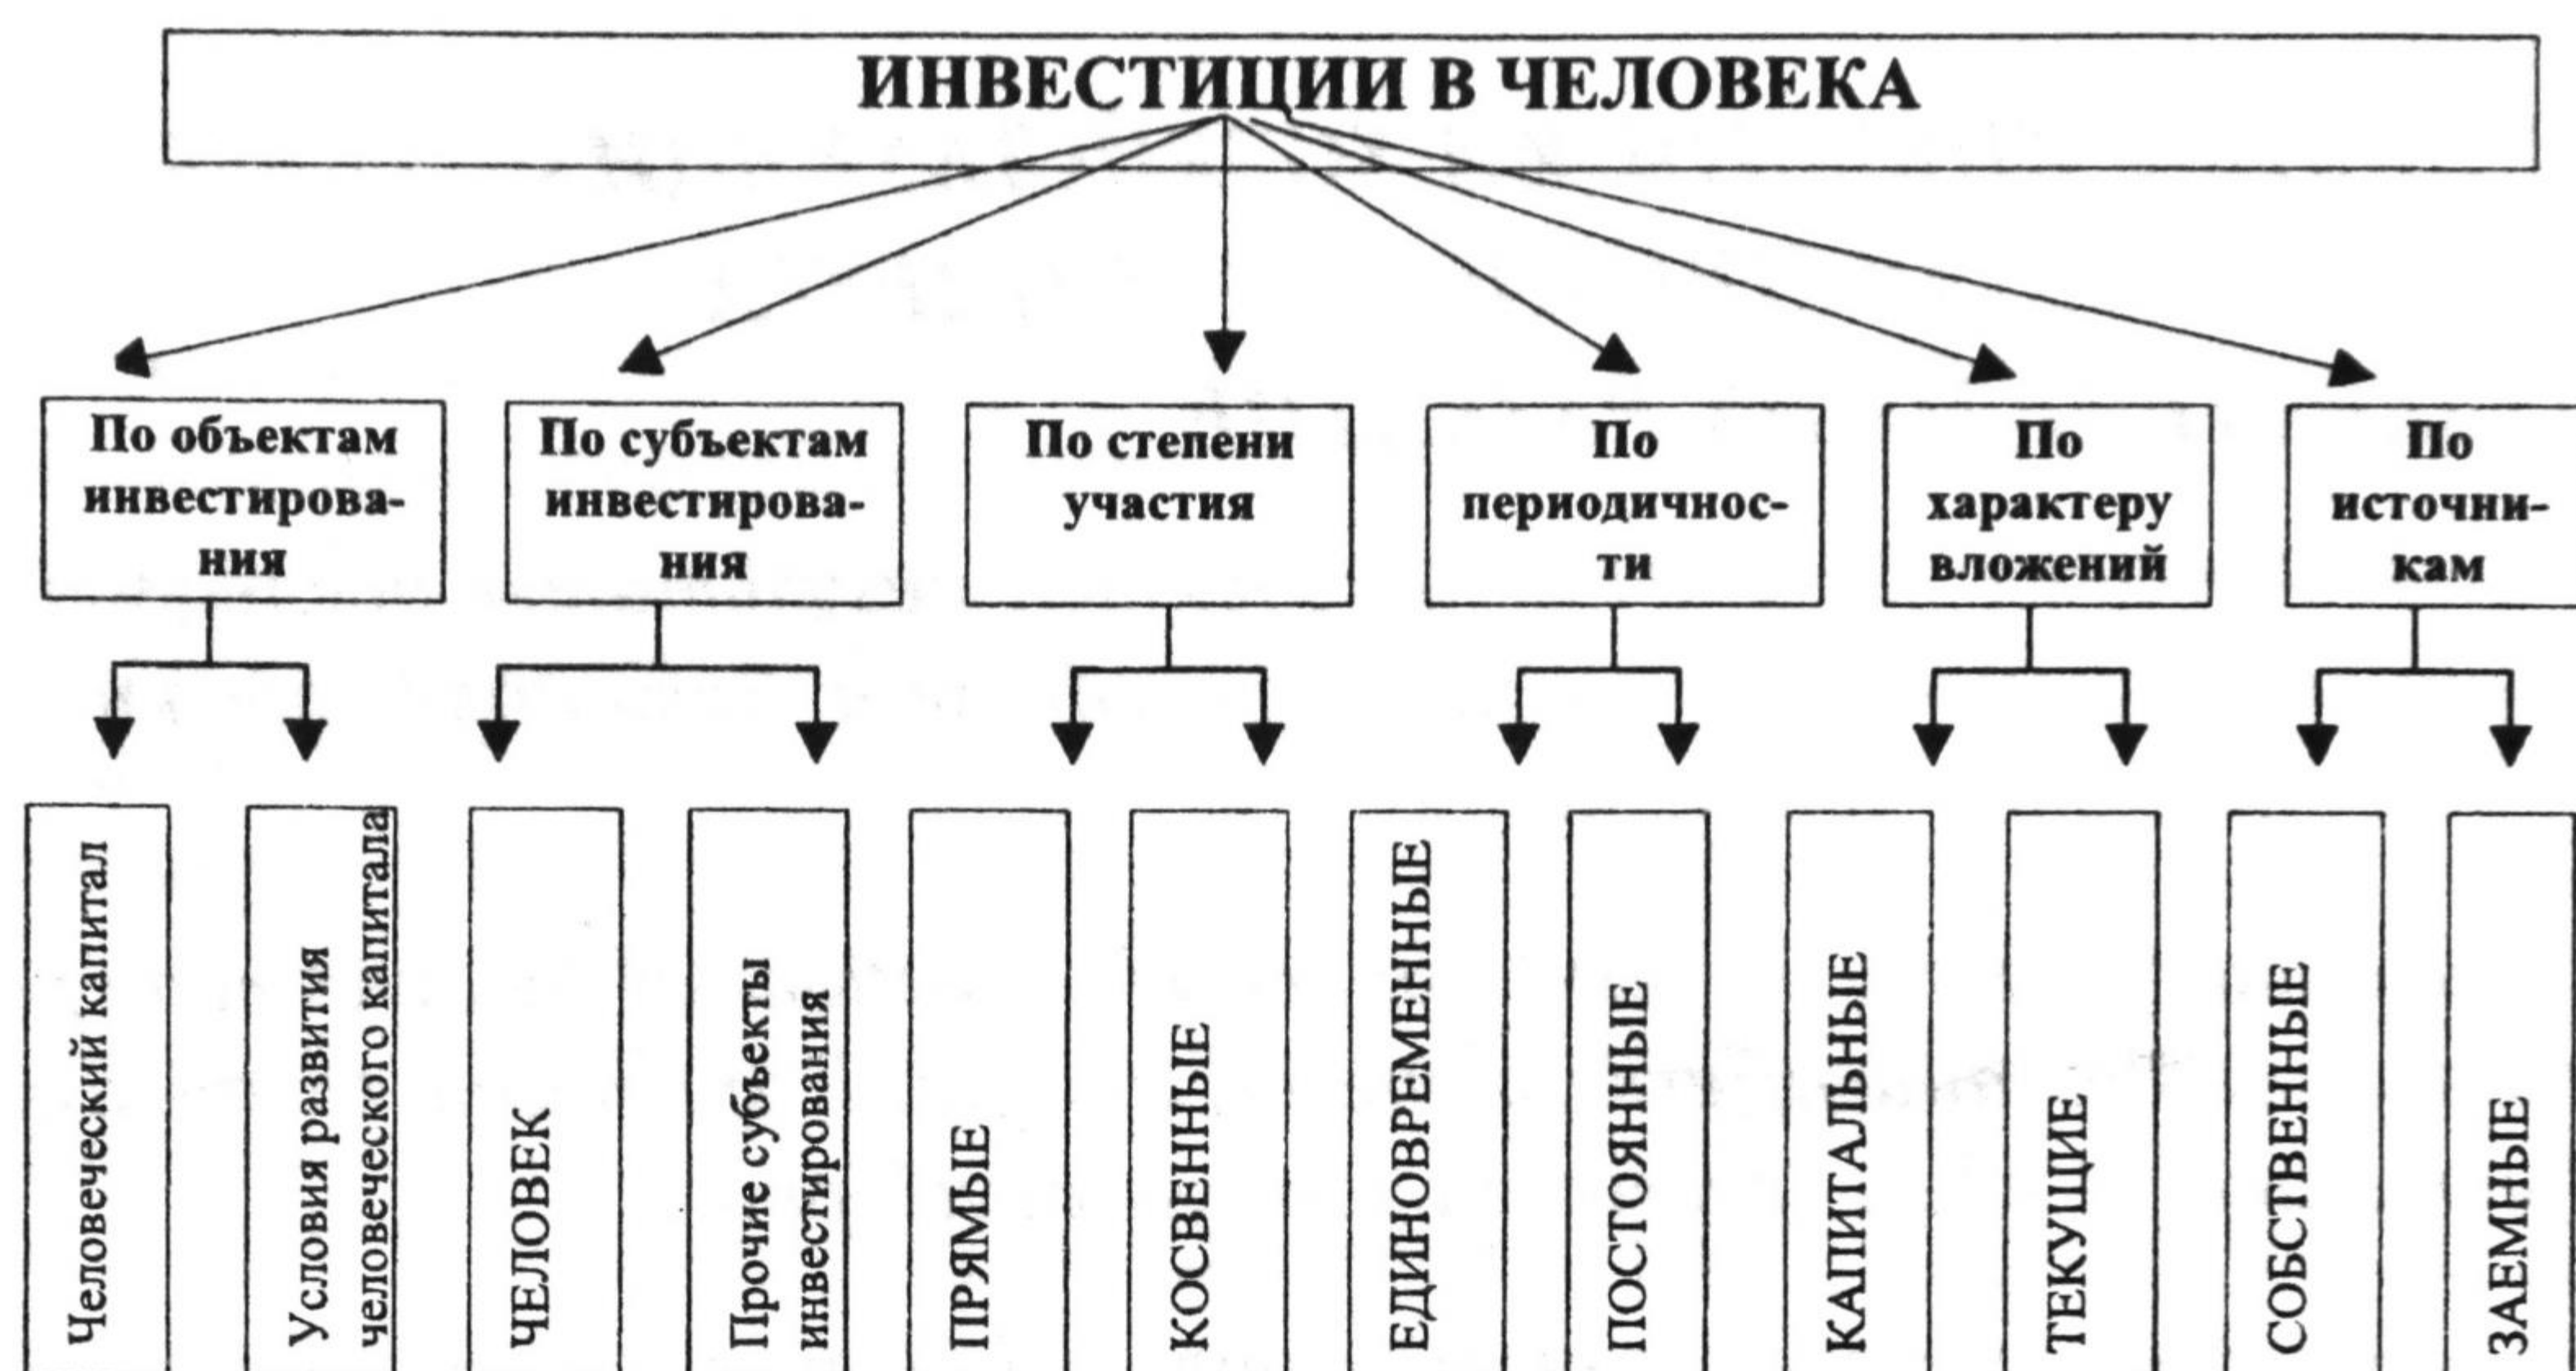 ИНВЕСТИЦИИ В ЧЕЛОВЕКА
По объектам
инвестирова-
ния
По субъектам
инвестирова-
ния
По степени
участия
По
периодичнос-
ти
По
характеру
вложений
По
источни-
кам
Человеческий капитал
Условия развития
человеческого капитала
ЧЕЛОВЕК
Прочие субъекты
инвестирования
ПРЯМЫЕ
КОСВЕННЫЕ
ЕДИНОВРЕМЕННЫЕ
ПОСТОЯННЫЕ
КАПИТАЛЬНЫЕ
ТЕКУЩИЕ
СОБСТВЕННЫЕ
ЗАЕМНЫЕ